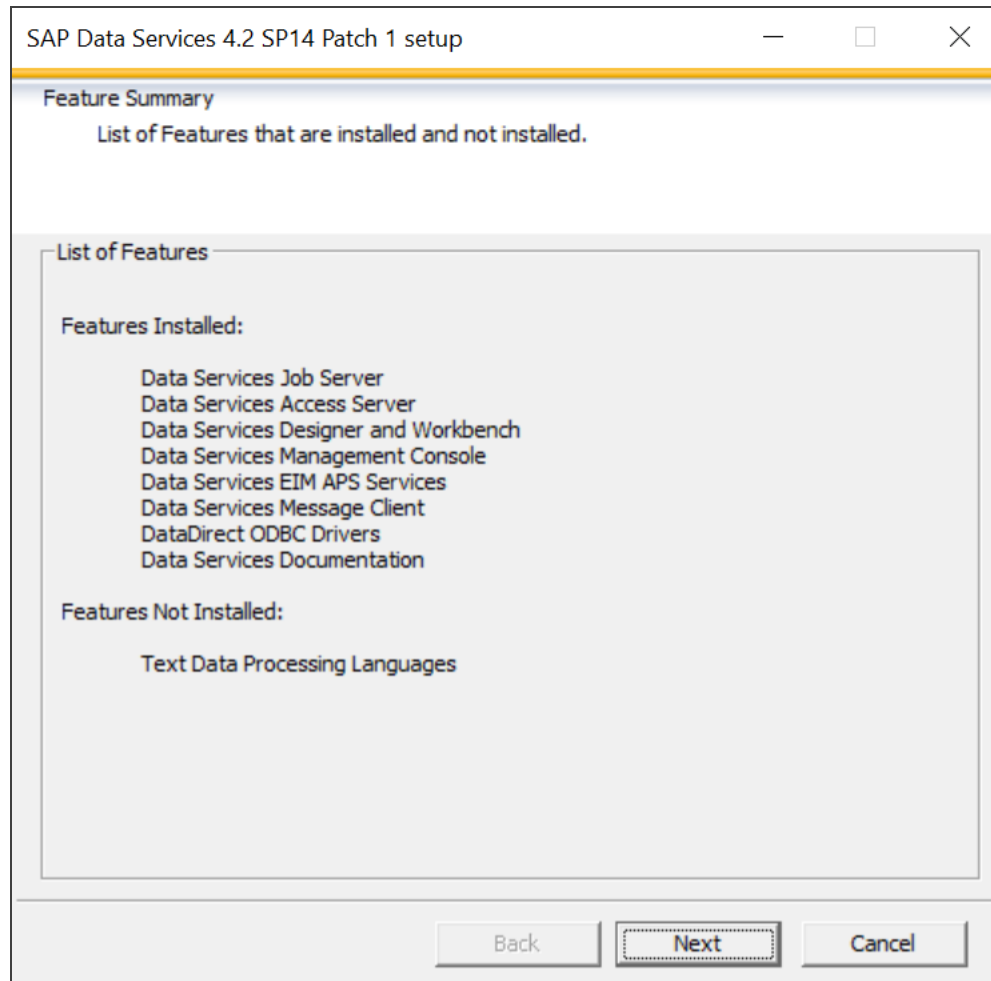 SAP Data Services 4.2 SP14 Patch 1 setup
Feature Summary
List of Features that are installed and not installed.
List of Features
Features Installed:
Data Services Job Server
Data Services Access Server
Data Services Designer and Workbench
Data Services Management Console
Data Services EIM APS Services
Data Services Message Client
DataDirect ODBC Drivers
Data Services Documentation
Features Not Installed:
Text Data Processing Languages
Back
Next
Cancel